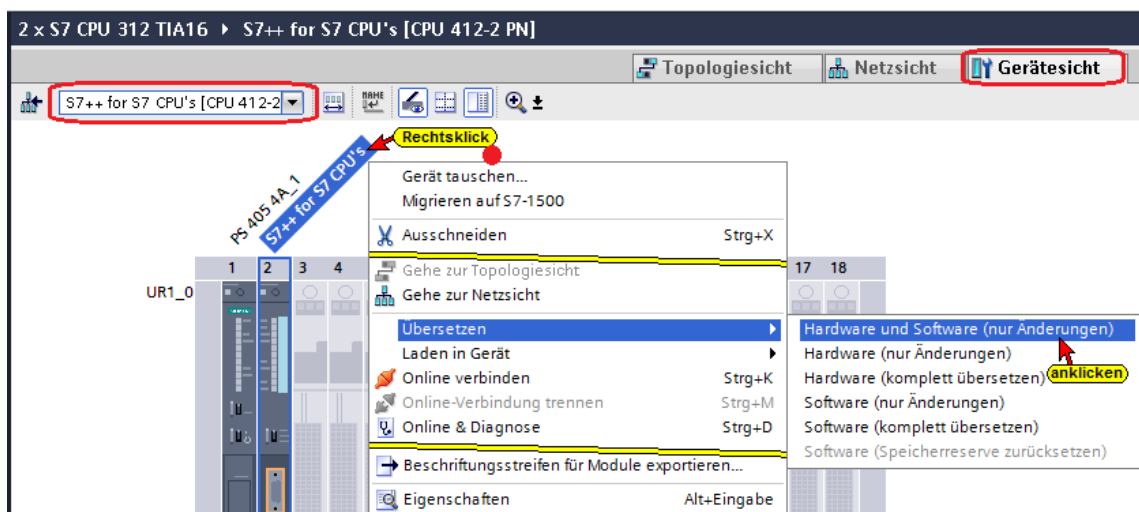 2 x S7 CPU 312 TIA16 ▸ S7++ for S7 CPU's [CPU 412-2 PN]
Topologiesicht Netzsicht Gerätesicht
S7++ for S7 CPU's [CPU 412-2
NAME
Rechtsklick
PS 405 4A_1
S7++ for S7 CPU's
Gerät tauschen...
Migrieren auf S7-1500
Ausschneiden Strg+X
1 2 3 4 17 18
Gehe zur Topologiesicht
UR1_0
Gehe zur Netzsicht
Übersetzen
Hardware und Software (nur Änderungen)
Laden in Gerät
Hardware (nur Änderungen)
Online verbinden Strg+K
Hardware (komplett übersetzen)
anklicken
Online-Verbindung trennen Strg+M
Software (nur Änderungen)
Online & Diagnose Strg+D
Software (komplett übersetzen)
Software (Speicherreserve zurücksetzen)
Beschriftungsstreifen für Module exportieren...
Eigenschaften Alt+Eingabe